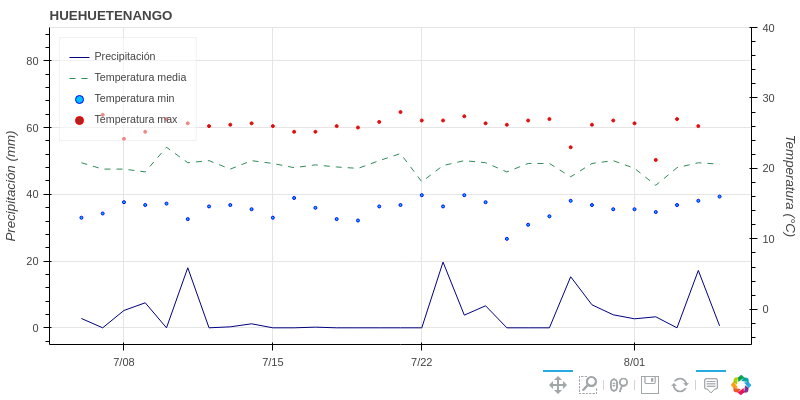 HUEHUETENANGO
Precipitación
Temperatura media
Temperatura min
Temperatura max
Precipitación (mm)
80
60
40
20
0
Temperatura (°C)
40
30
20
10
0
7/08 7/15 7/22 8/01